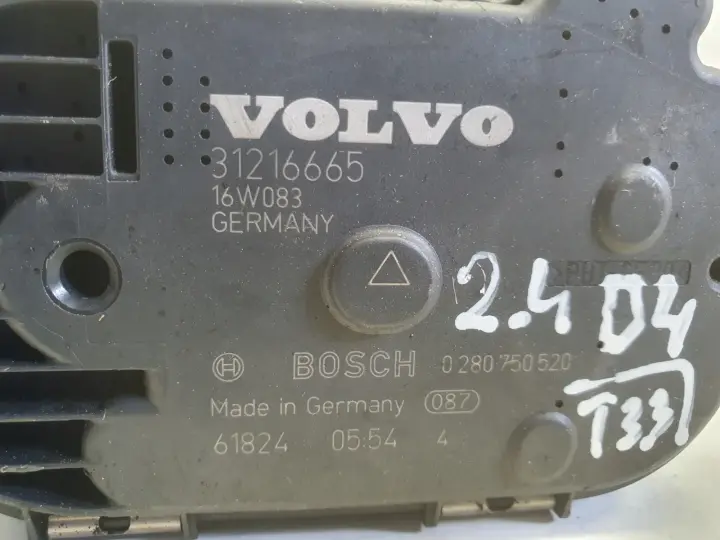 VOLVO
31216665
16W083
GERMANY
2.4 D4
BOSCH 0 280 750 520
Made in Germany 087
61824 05:54 4
T33